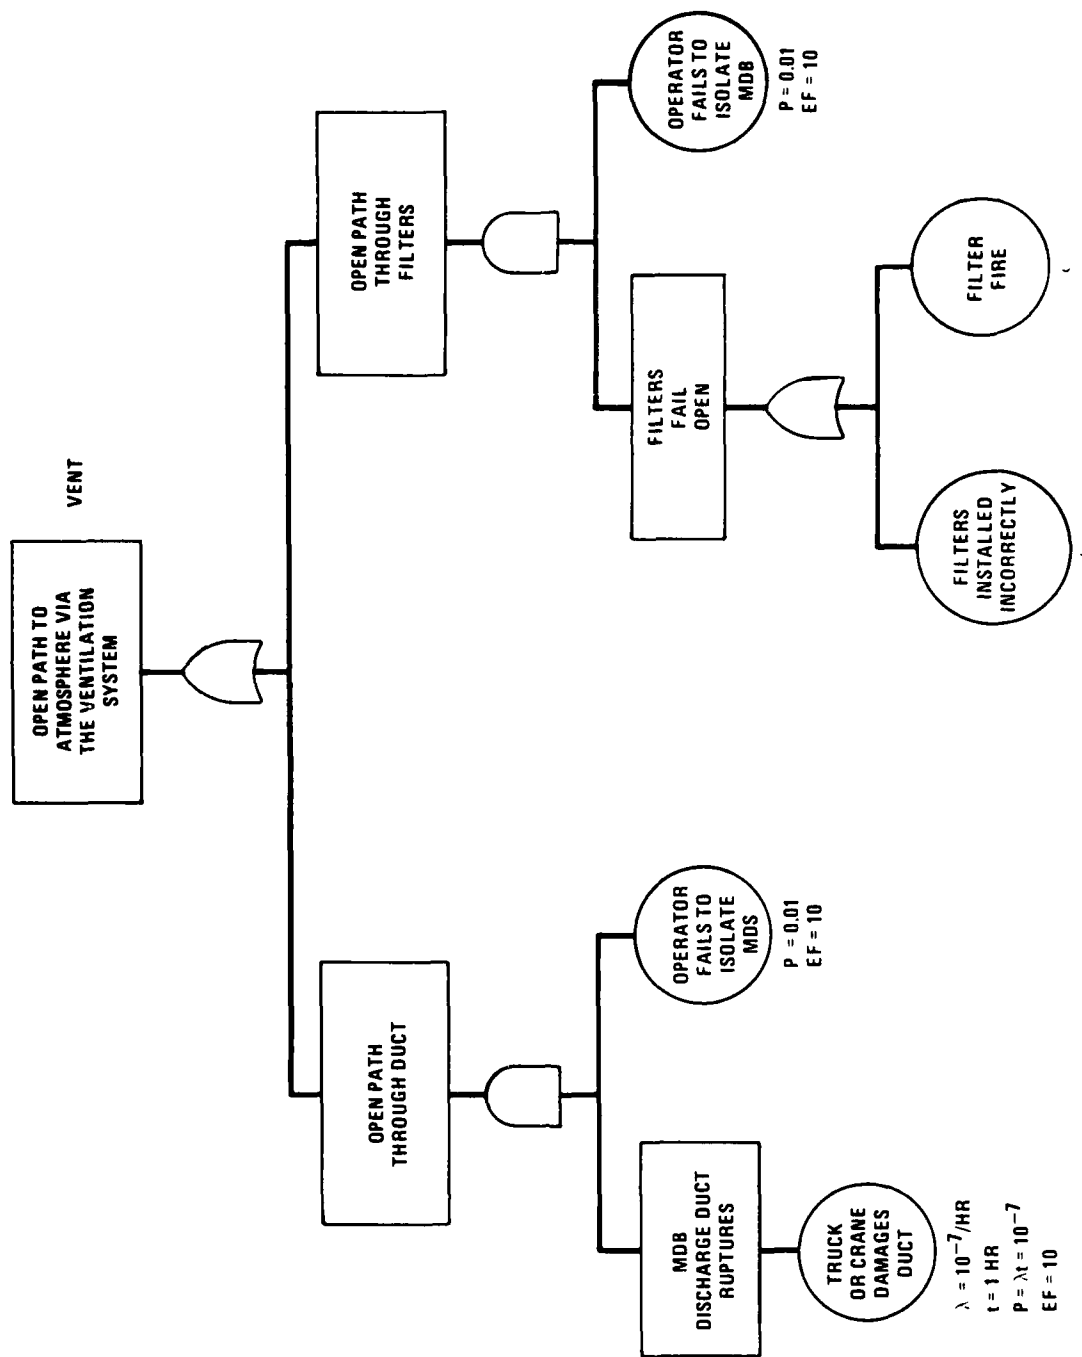 OPEN PATH TO
ATMOSPHERE VIA
THE VENTILATION
SYSTEM
VENT
OPEN PATH
THROUGH DUCT
OPEN PATH
THROUGH
FILTERS
MDB
DISCHARGE DUCT
RUPTURES
OPERATOR
FAILS TO
ISOLATE
MDS
P = 0.01
EF = 10
FILTERS
FAIL
OPEN
OPERATOR
FAILS TO
ISOLATE
MDB
P = 0.01
EF = 10
TRUCK
OR CRANE
DAMAGES
DUCT
λ = 10⁻⁷/HR
t = 1 HR
P = λt = 10⁻⁷
EF = 10
FILTERS
INSTALLED
INCORRECTLY
FILTER
FIRE